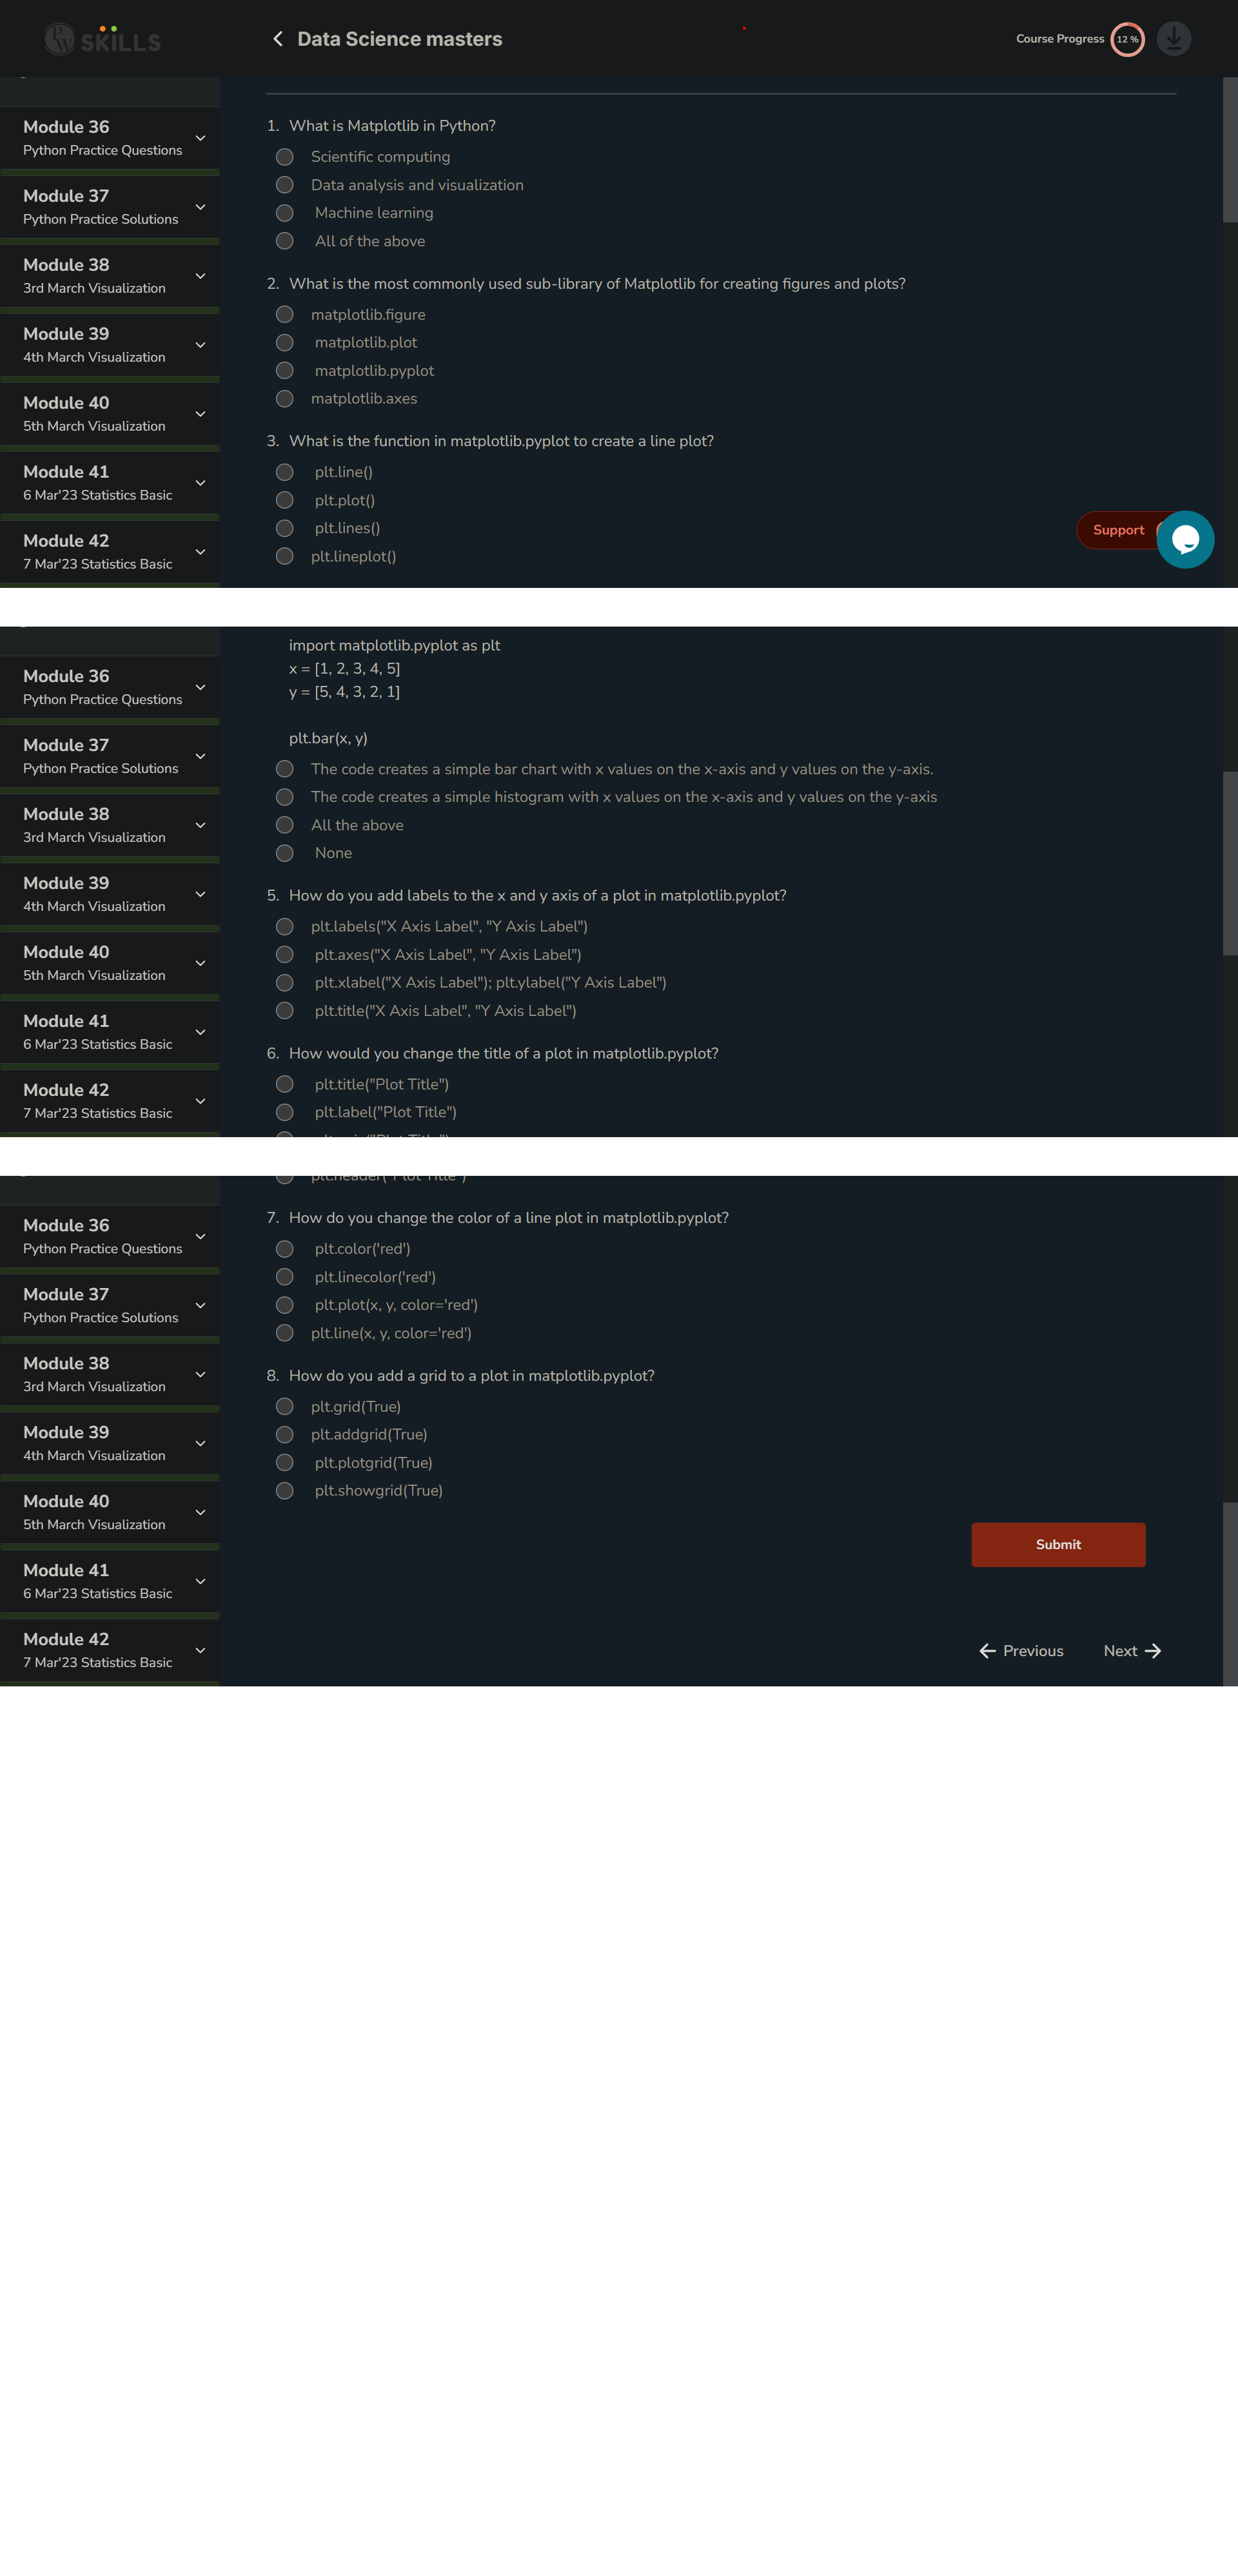 PW SKILLS
Data Science masters
Course Progress
12 %
Module 36
Python Practice Questions
Module 37
Python Practice Solutions
Module 38
3rd March Visualization
Module 39
4th March Visualization
Module 40
5th March Visualization
Module 41
6 Mar'23 Statistics Basic
Module 42
7 Mar'23 Statistics Basic
1. What is Matplotlib in Python?
Scientific computing
Data analysis and visualization
Machine learning
All of the above
2. What is the most commonly used sub-library of Matplotlib for creating figures and plots?
matplotlib.figure
matplotlib.plot
matplotlib.pyplot
matplotlib.axes
3. What is the function in matplotlib.pyplot to create a line plot?
plt.line()
plt.plot()
plt.lines()
plt.lineplot()
Support
Module 36
Python Practice Questions
Module 37
Python Practice Solutions
Module 38
3rd March Visualization
Module 39
4th March Visualization
Module 40
5th March Visualization
Module 41
6 Mar'23 Statistics Basic
Module 42
7 Mar'23 Statistics Basic
import matplotlib.pyplot as plt
x = [1, 2, 3, 4, 5]
y = [5, 4, 3, 2, 1]
plt.bar(x, y)
The code creates a simple bar chart with x values on the x-axis and y values on the y-axis.
The code creates a simple histogram with x values on the x-axis and y values on the y-axis
All the above
None
5. How do you add labels to the x and y axis of a plot in matplotlib.pyplot?
plt.labels("X Axis Label", "Y Axis Label")
plt.axes("X Axis Label", "Y Axis Label")
plt.xlabel("X Axis Label"); plt.ylabel("Y Axis Label")
plt.title("X Axis Label", "Y Axis Label")
6. How would you change the title of a plot in matplotlib.pyplot?
plt.title("Plot Title")
plt.label("Plot Title")
Module 36
Python Practice Questions
Module 37
Python Practice Solutions
Module 38
3rd March Visualization
Module 39
4th March Visualization
Module 40
5th March Visualization
Module 41
6 Mar'23 Statistics Basic
Module 42
7 Mar'23 Statistics Basic
plt.header("Plot Title")
7. How do you change the color of a line plot in matplotlib.pyplot?
plt.color('red')
plt.linecolor('red')
plt.plot(x, y, color='red')
plt.line(x, y, color='red')
8. How do you add a grid to a plot in matplotlib.pyplot?
plt.grid(True)
plt.addgrid(True)
plt.plotgrid(True)
plt.showgrid(True)
Submit
Previous
Next